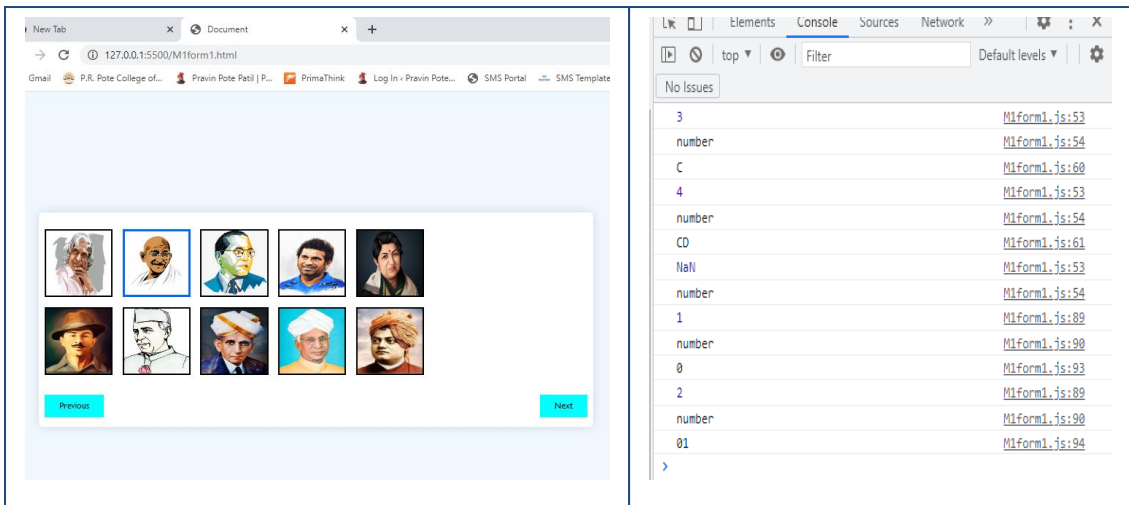 New Tab
Document
127.0.0.1:5500/M1form1.html
Gmail P.R. Pote College of... Pravin Pote Patil | P... PrimaThink Log In ‹ Pravin Pote... SMS Portal SMS Template
Previous
Next
Elements Console Sources Network »
top Filter Default levels
No Issues
3 M1form1.js:53
number M1form1.js:54
C M1form1.js:60
4 M1form1.js:53
number M1form1.js:54
CD M1form1.js:61
NaN M1form1.js:53
number M1form1.js:54
1 M1form1.js:89
number M1form1.js:90
0 M1form1.js:93
2 M1form1.js:89
number M1form1.js:90
01 M1form1.js:94